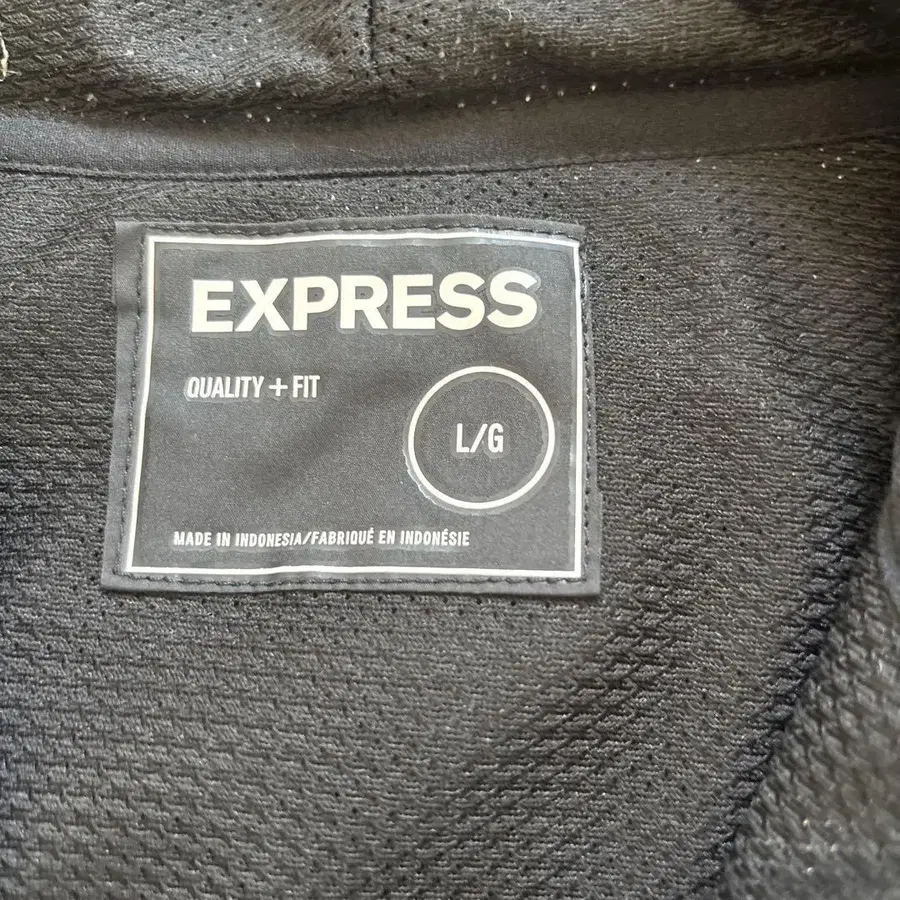 EXPRESS
QUALITY + FIT
L/G
MADE IN INDONESIA/FABRIQUÉ EN INDONÉSIE